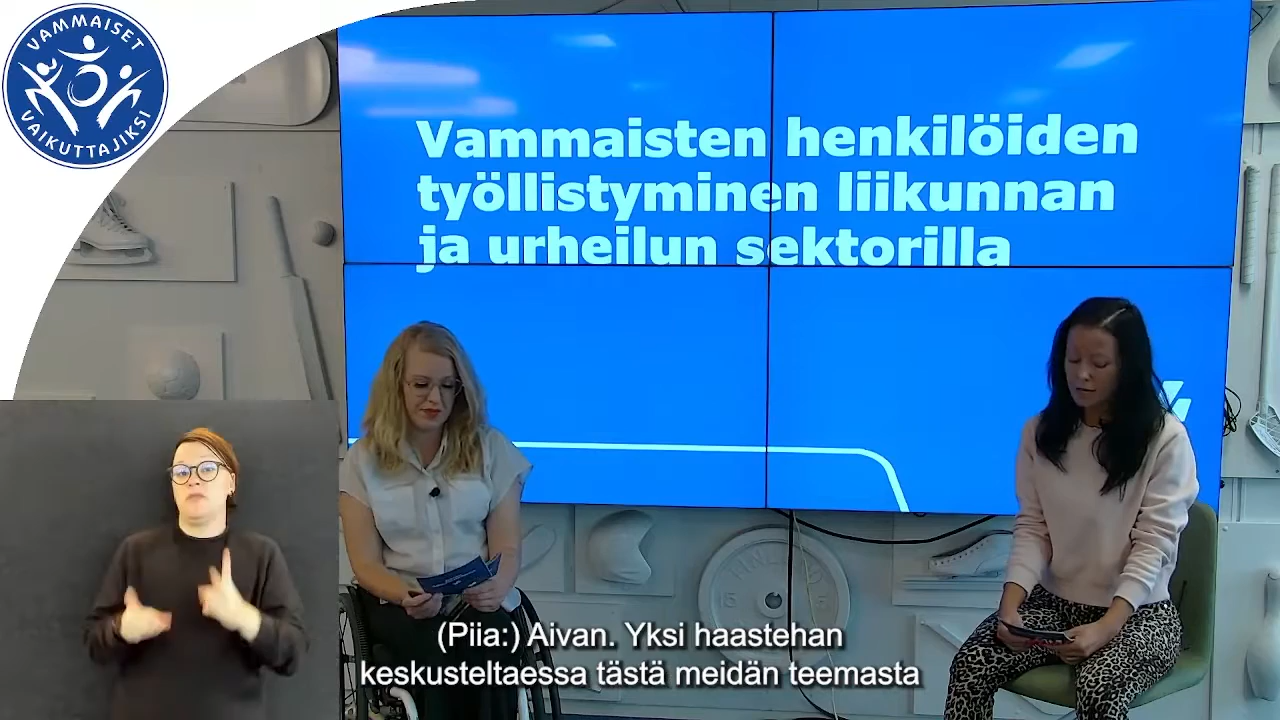 VAMMAISET
VAIKUTTAJIKSI
Vammaisten henkilöiden
työllistyminen liikunnan
ja urheilun sektorilla
(Piia:) Aivan. Yksi haastehan
keskusteltaessa tästä meidän teemasta